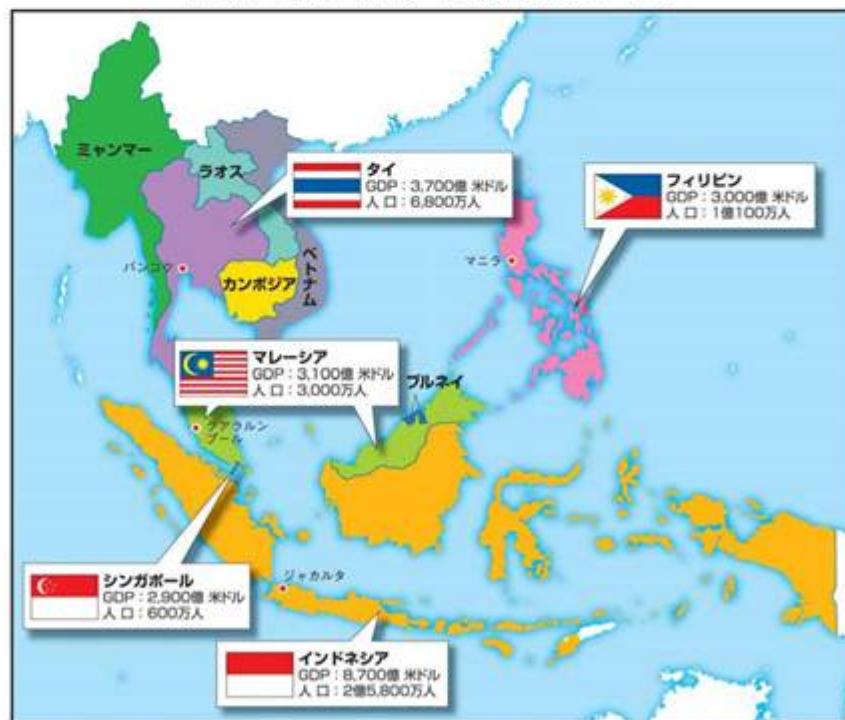 ミャンマー
ラオス
タイ
GDP：3,700億 米ドル
人 口：6,800万人
フィリピン
GDP：3,000億 米ドル
人 口：1億100万人
バンコク
カンボジア
ベトナム
マニラ
マレーシア
GDP：3,100億 米ドル
人 口：3,000万人
ブルネイ
クアラルン
プール
シンガポール
GDP：2,900億 米ドル
人 口：600万人
ジャカルタ
インドネシア
GDP：8,700億 米ドル
人 口：2億5,800万人